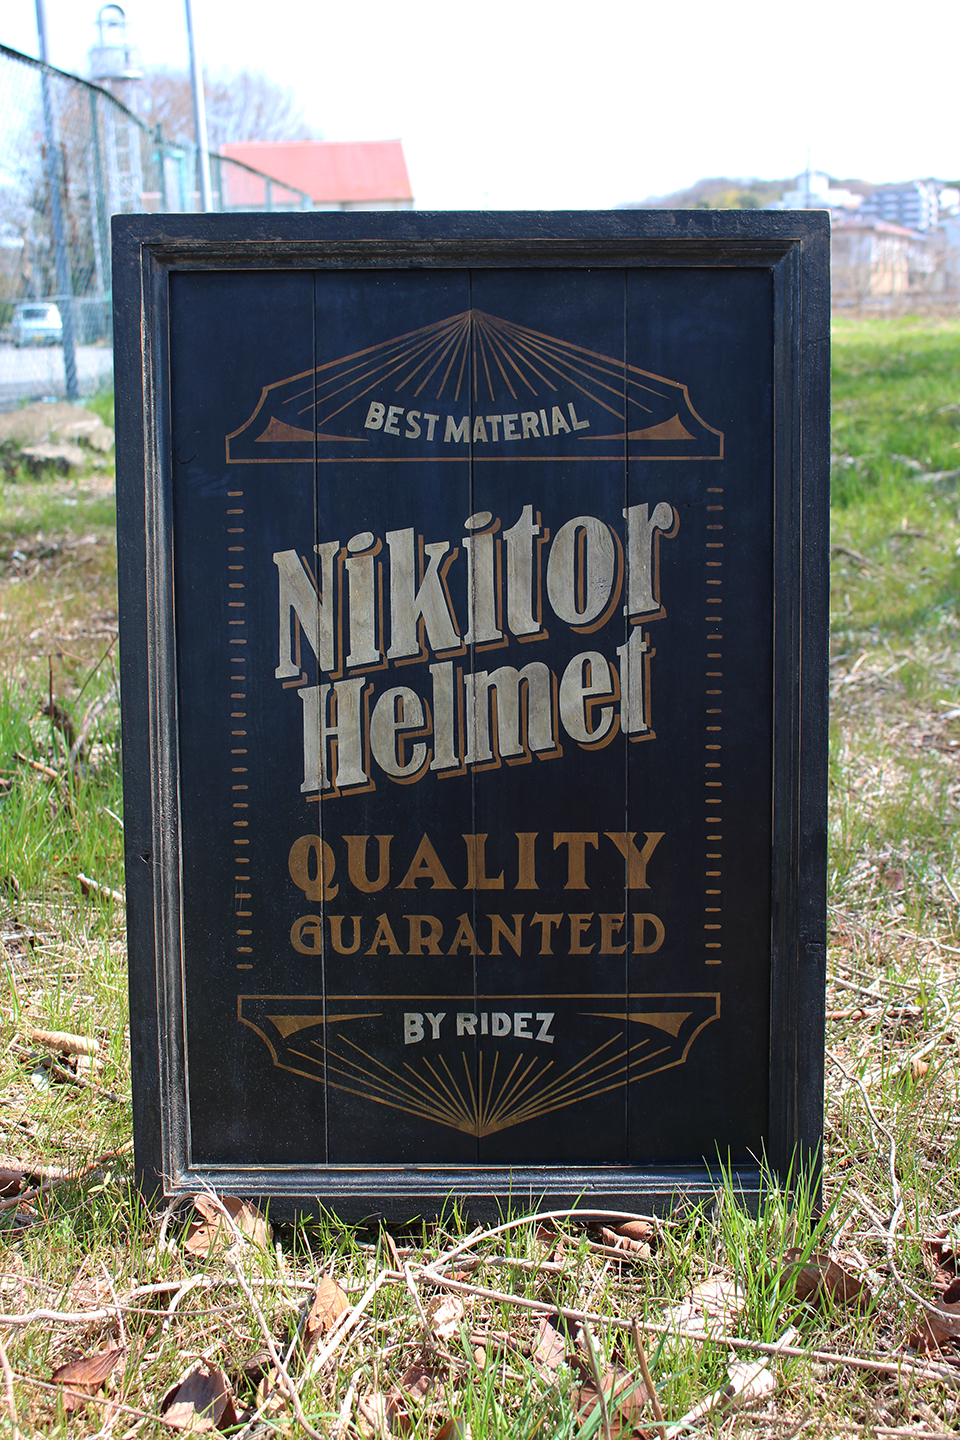 BEST MATERIAL
Nikitor
Helmet
QUALITY
GUARANTEED
BY RIDEZ